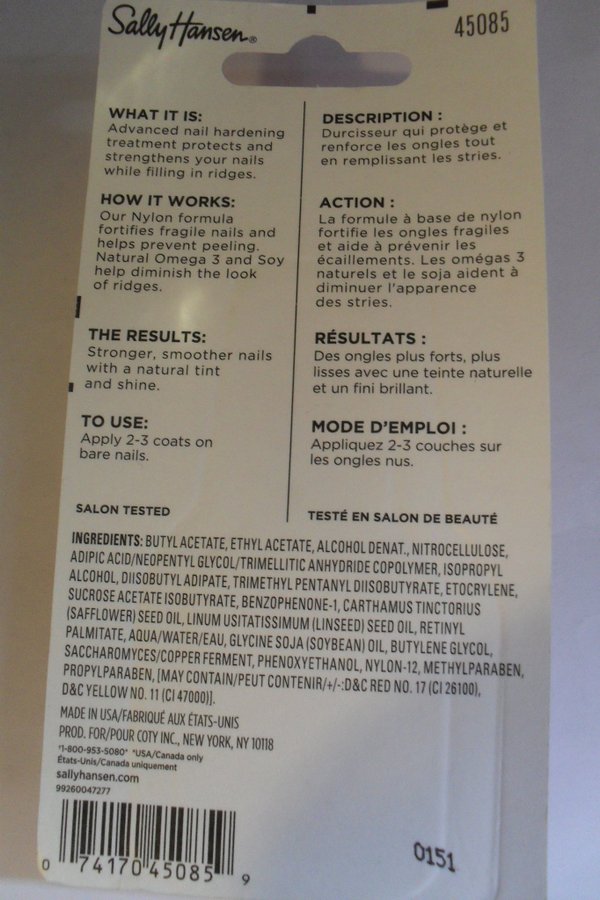 Sally Hansen®
45085
WHAT IT IS:
Advanced nail hardening
treatment protects and
strengthens your nails
while filling in ridges.
HOW IT WORKS:
Our Nylon formula
fortifies fragile nails and
helps prevent peeling.
Natural Omega 3 and Soy
help diminish the look
of ridges.
THE RESULTS:
Stronger, smoother nails
with a natural tint
and shine.
TO USE:
Apply 2-3 coats on
bare nails.
SALON TESTED
DESCRIPTION :
Durcisseur qui protège et
renforce les ongles tout
en remplissant les stries.
ACTION :
La formule à base de nylon
fortifie les ongles fragiles
et aide à prévenir les
écaillements. Les omégas 3
naturels et le soja aident à
diminuer l'apparence
des stries.
RÉSULTATS :
Des ongles plus forts, plus
lisses avec une teinte naturelle
et un fini brillant.
MODE D'EMPLOI :
Appliquez 2-3 couches sur
les ongles nus.
TESTÉ EN SALON DE BEAUTÉ
INGREDIENTS: BUTYL ACETATE, ETHYL ACETATE, ALCOHOL DENAT., NITROCELLULOSE,
ADIPIC ACID/NEOPENTYL GLYCOL/TRIMELLITIC ANHYDRIDE COPOLYMER, ISOPROPYL
ALCOHOL, DIISOBUTYL ADIPATE, TRIMETHYL PENTANYL DIISOBUTYRATE, ETOCRYLENE,
SUCROSE ACETATE ISOBUTYRATE, BENZOPHENONE-1, CARTHAMUS TINCTORIUS
(SAFFLOWER) SEED OIL, LINUM USITATISSIMUM (LINSEED) SEED OIL, RETINYL
PALMITATE, AQUA/WATER/EAU, GLYCINE SOJA (SOYBEAN) OIL, BUTYLENE GLYCOL,
SACCHAROMYCES/COPPER FERMENT, PHENOXYETHANOL, NYLON-12, METHYLPARABEN,
PROPYLPARABEN, [MAY CONTAIN/PEUT CONTENIR/+/-:D&C RED NO. 17 (CI 26100),
D&C YELLOW NO. 11 (CI 47000)].
MADE IN USA/FABRIQUÉ AUX ÉTATS-UNIS
PROD. FOR/POUR COTY INC., NEW YORK, NY 10118
*1-800-953-5080* *USA/Canada only
États-Unis/Canada uniquement
sallyhansen.com
99260047277
0 74170 45085 9
0151